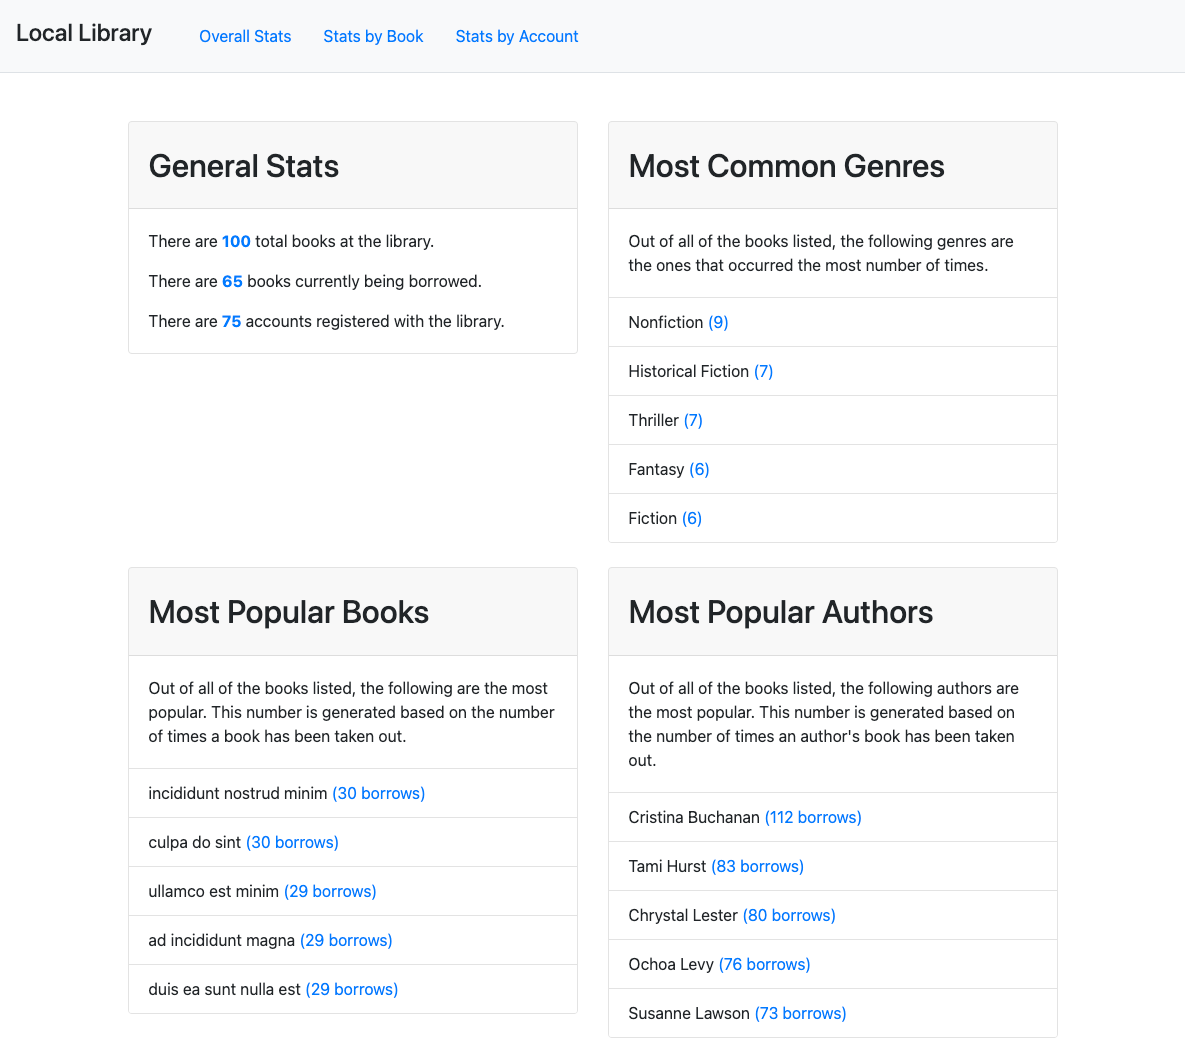 Local Library
Overall Stats
Stats by Book
Stats by Account
General Stats
There are 100 total books at the library.
There are 65 books currently being borrowed.
There are 75 accounts registered with the library.
Most Common Genres
Out of all of the books listed, the following genres are
the ones that occurred the most number of times.
Nonfiction (9)
Historical Fiction (7)
Thriller (7)
Fantasy (6)
Fiction (6)
Most Popular Books
Out of all of the books listed, the following are the most
popular. This number is generated based on the number
of times a book has been taken out.
incididunt nostrud minim (30 borrows)
culpa do sint (30 borrows)
ullamco est minim (29 borrows)
ad incididunt magna (29 borrows)
duis ea sunt nulla est (29 borrows)
Most Popular Authors
Out of all of the books listed, the following authors are
the most popular. This number is generated based on
the number of times an author's book has been taken
out.
Cristina Buchanan (112 borrows)
Tami Hurst (83 borrows)
Chrystal Lester (80 borrows)
Ochoa Levy (76 borrows)
Susanne Lawson (73 borrows)